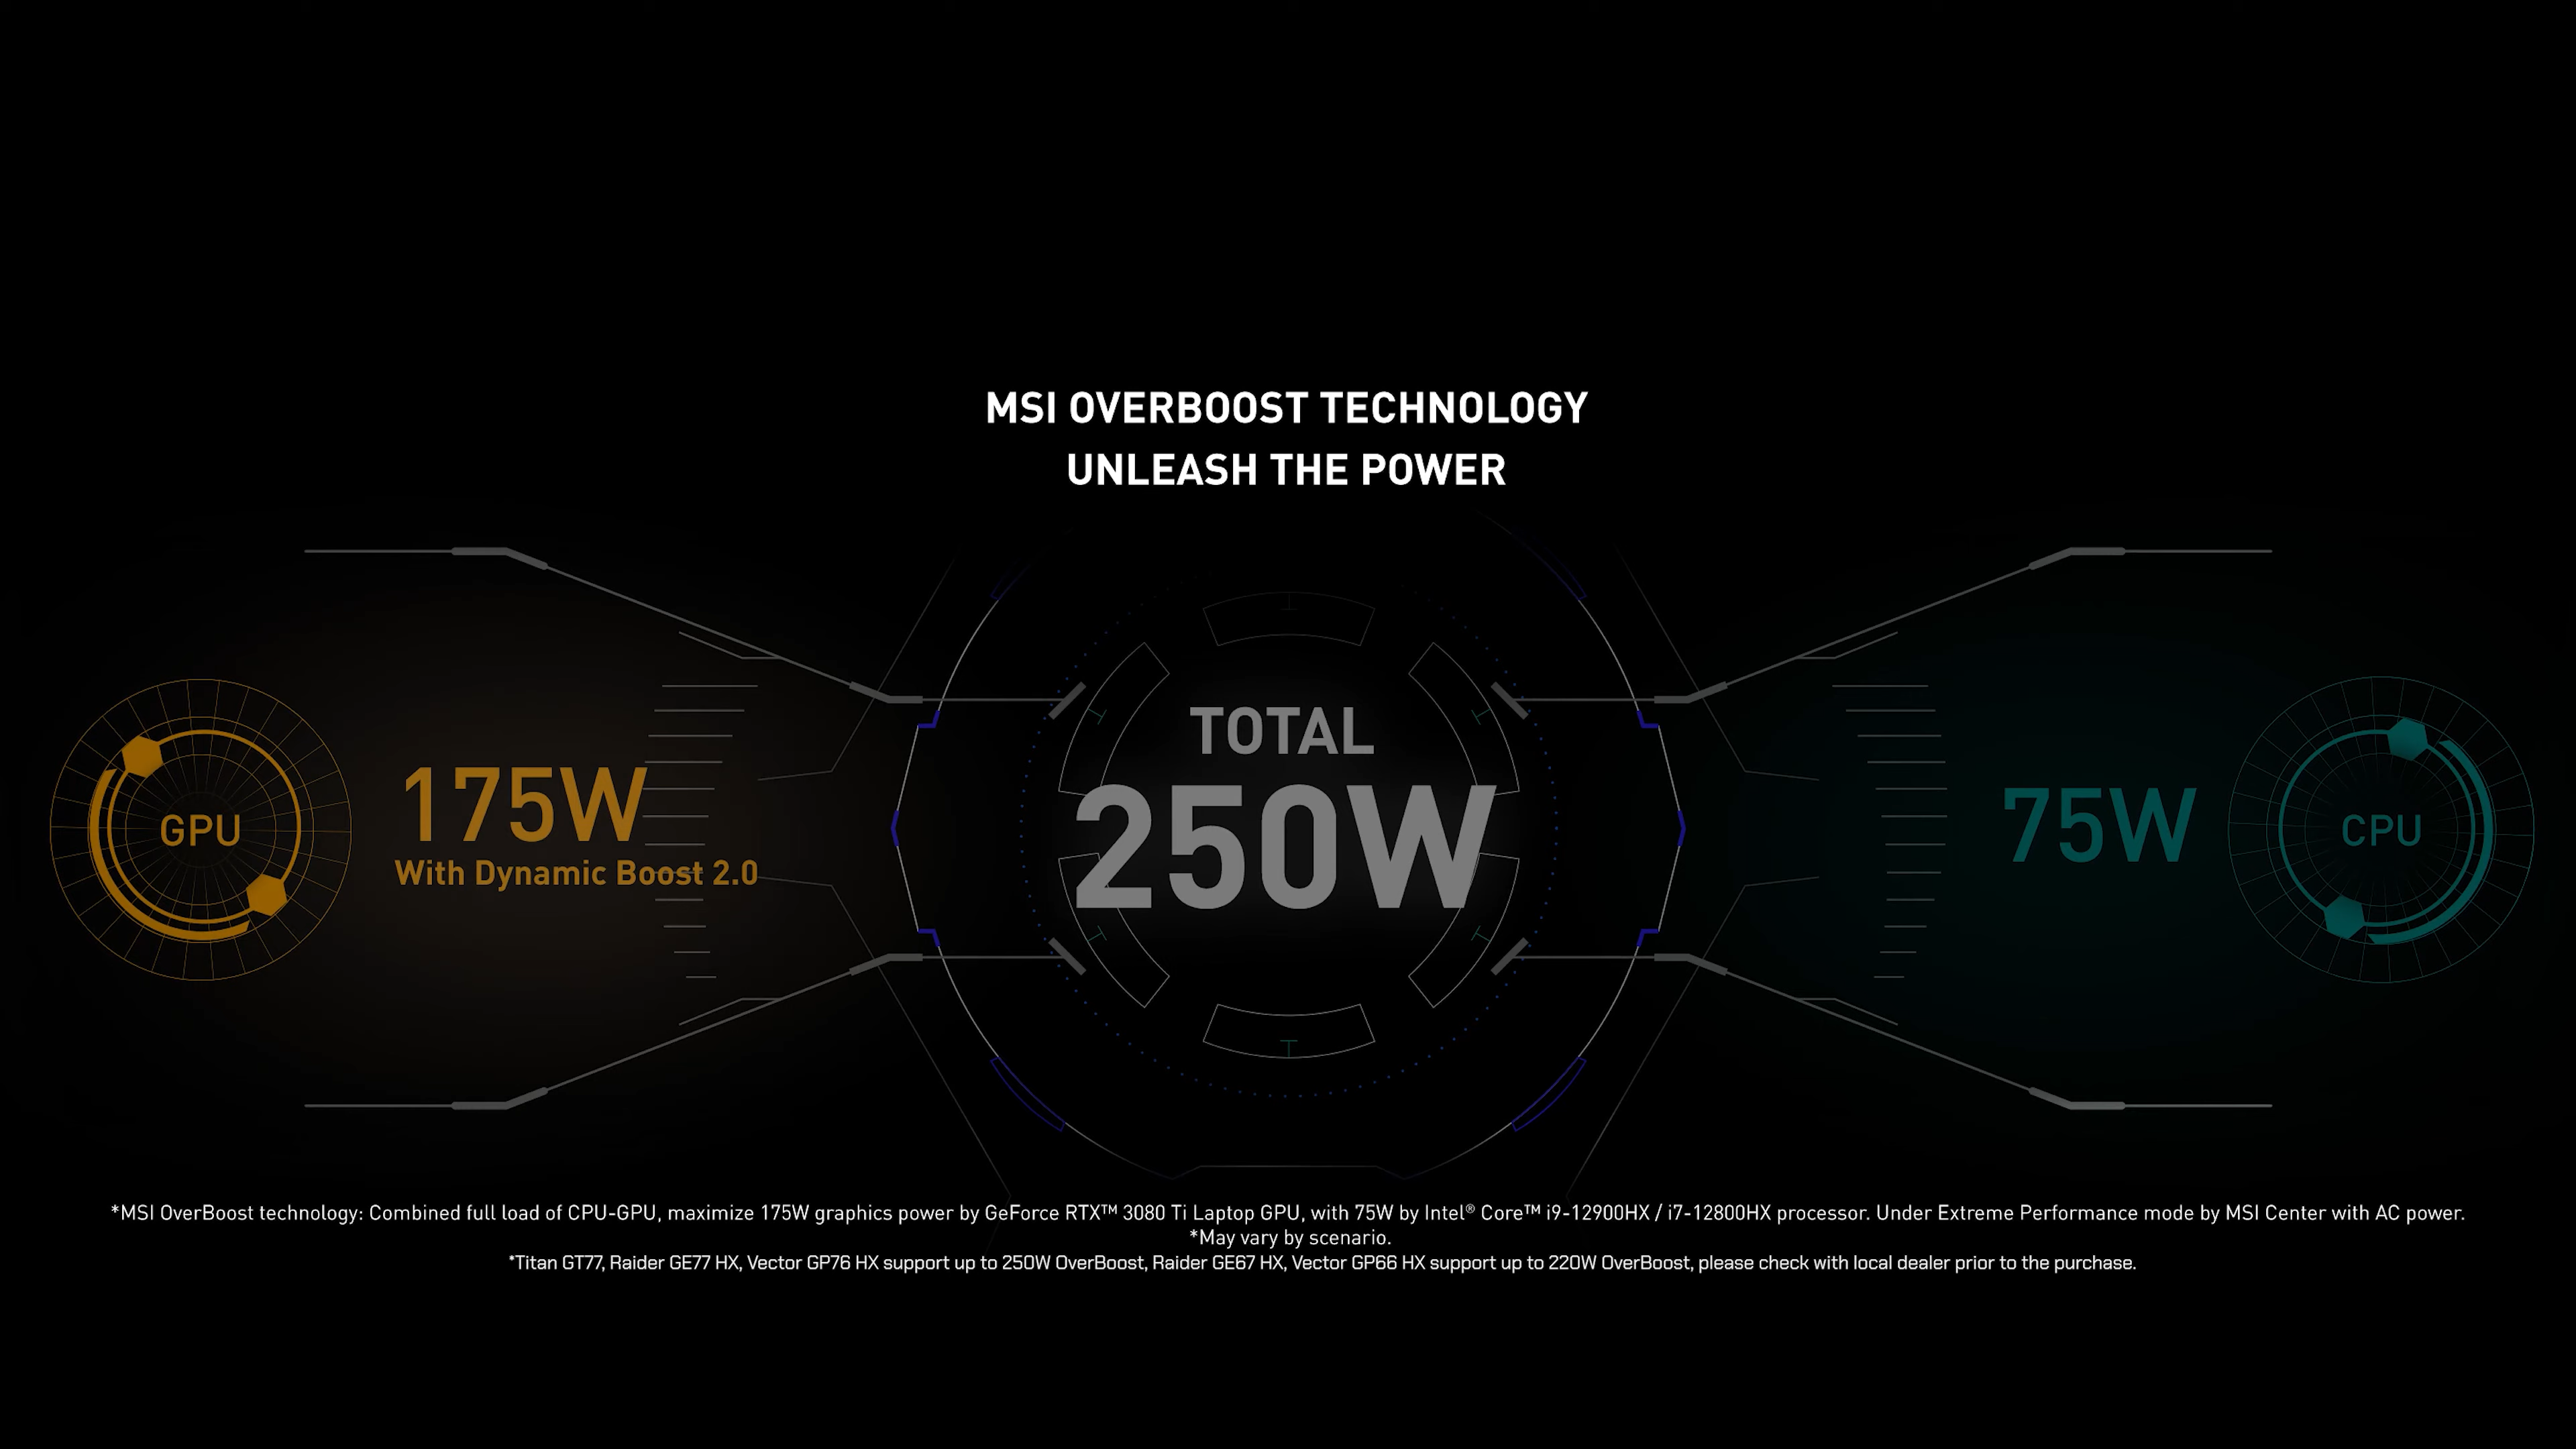 MSI OVERBOOST TECHNOLOGY
UNLEASH THE POWER
GPU
175W
With Dynamic Boost 2.0
TOTAL
250W
75W
CPU
*MSI OverBoost technology: Combined full load of CPU-GPU, maximize 175W graphics power by GeForce RTX™ 3080 Ti Laptop GPU, with 75W by Intel® Core™ i9-12900HX / i7-12800HX processor. Under Extreme Performance mode by MSI Center with AC power.
*May vary by scenario.
*Titan GT77, Raider GE77 HX, Vector GP76 HX support up to 250W OverBoost, Raider GE67 HX, Vector GP66 HX support up to 220W OverBoost, please check with local dealer prior to the purchase.